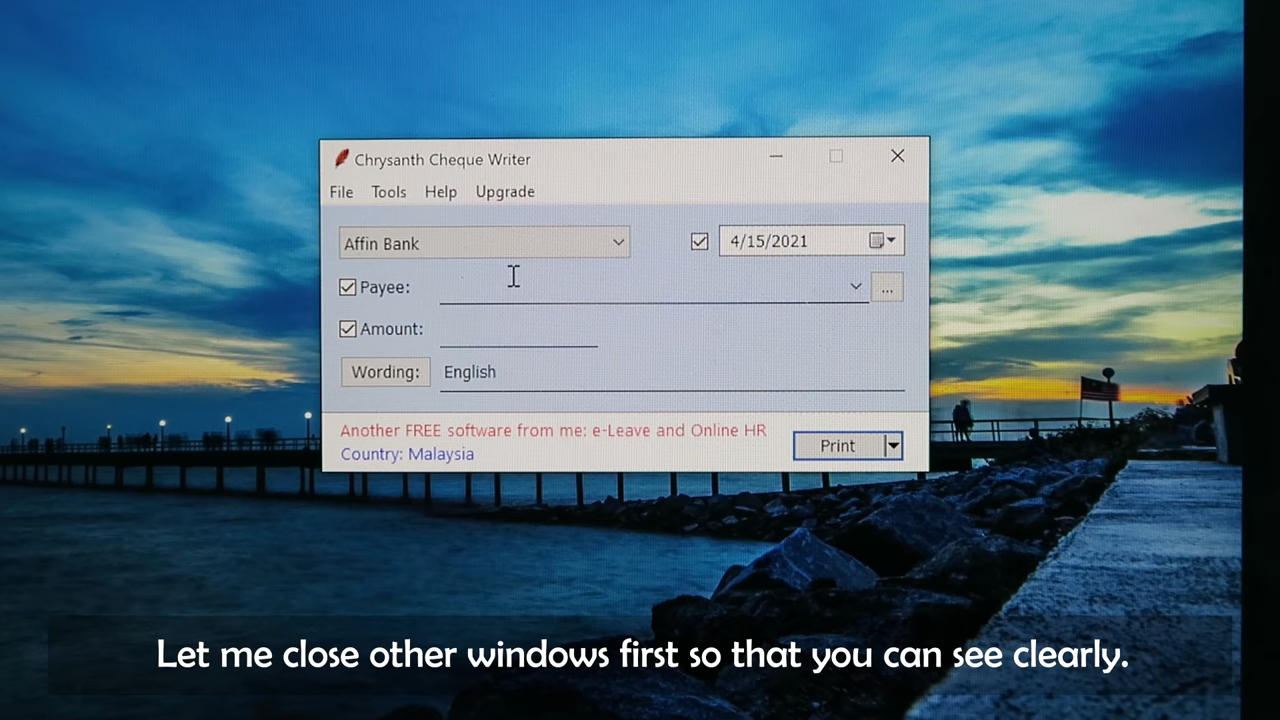 Chrysanth Cheque Writer
File Tools Help Upgrade
Affin Bank
4/15/2021
Payee:
...
Amount:
Wording: English
Another FREE software from me: e-Leave and Online HR
Country: Malaysia
Print
Let me close other windows first so that you can see clearly.